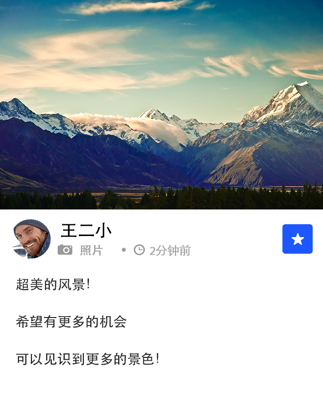 王二小
照片 • 2分钟前
超美的风景！
希望有更多的机会
可以见识到更多的景色！